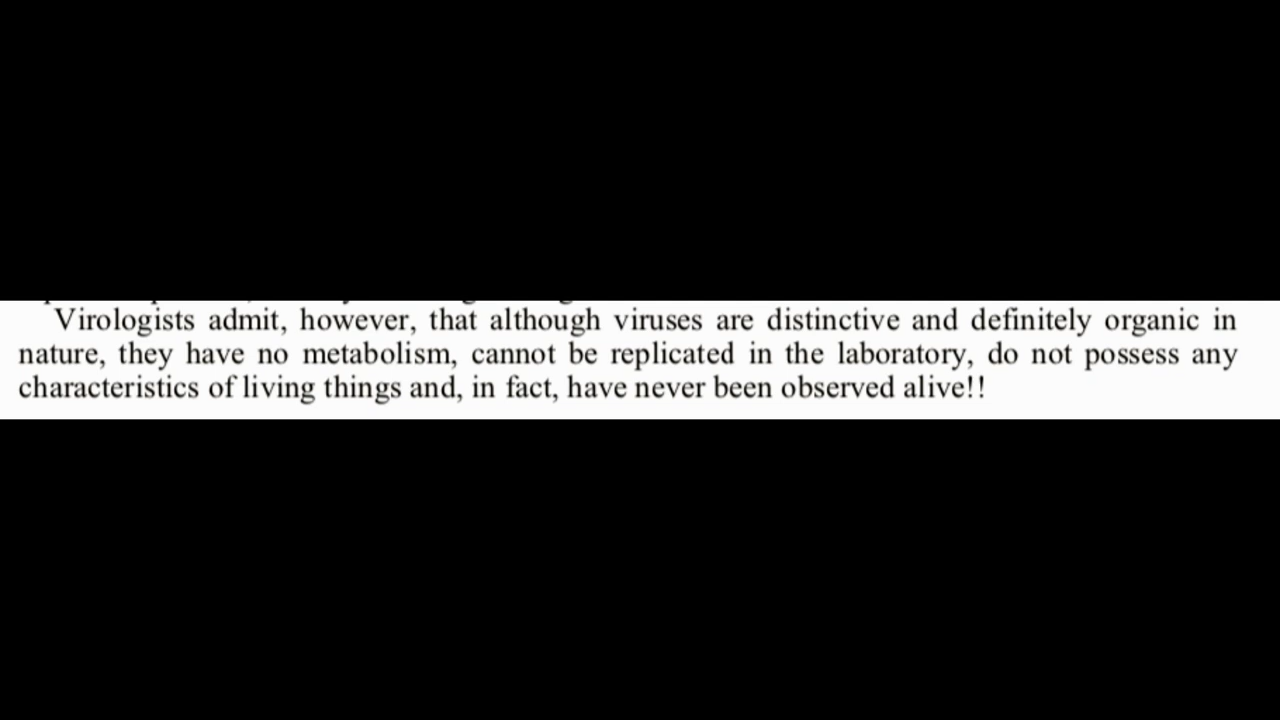 Virologists admit, however, that although viruses are distinctive and definitely organic in
nature, they have no metabolism, cannot be replicated in the laboratory, do not possess any
characteristics of living things and, in fact, have never been observed alive!!